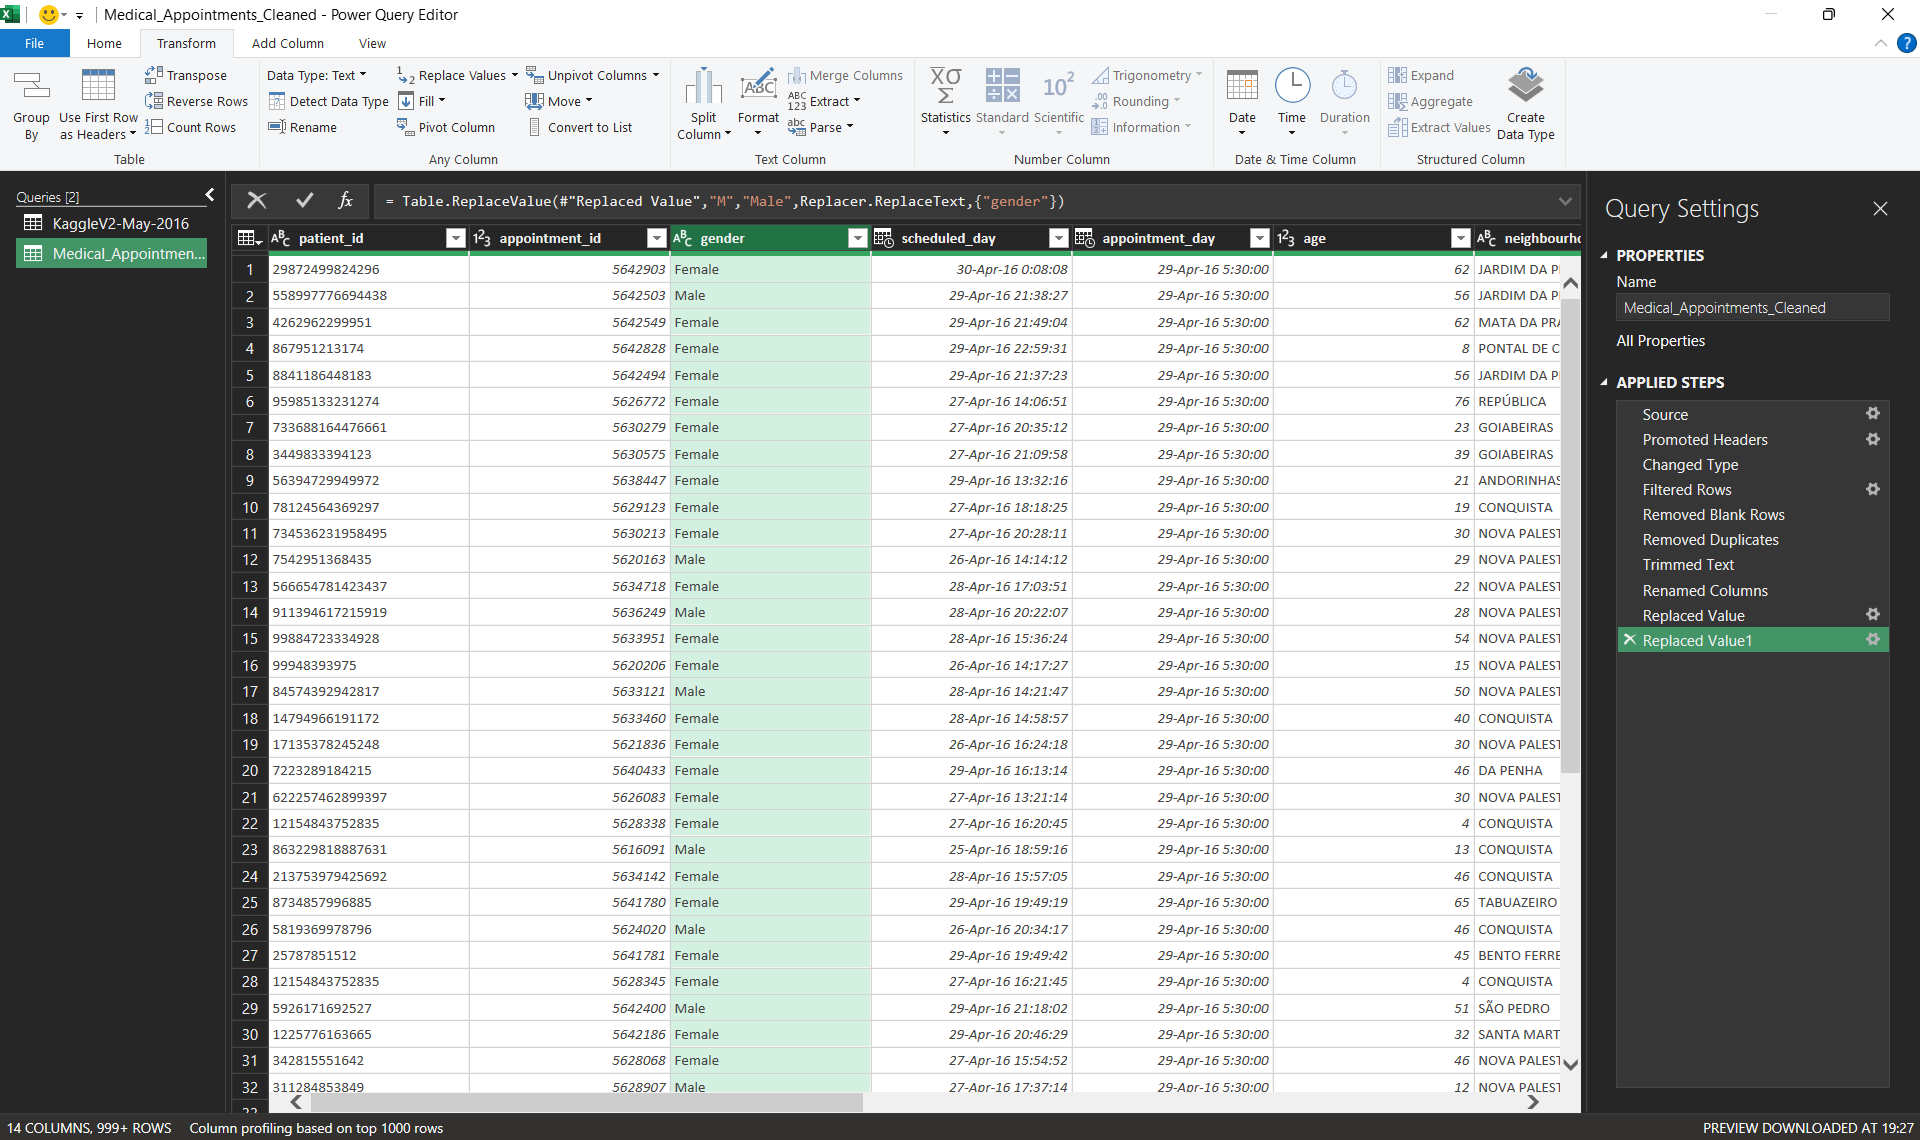 Medical_Appointments_Cleaned - Power Query Editor
File Home Transform Add Column View
Group By
Use First Row as Headers
Transpose
Reverse Rows
Count Rows
Table
Data Type: Text
Detect Data Type
Rename
Replace Values
Fill
Pivot Column
Unpivot Columns
Move
Convert to List
Any Column
Split Column
Format
Merge Columns
Extract
Parse
Text Column
Statistics
Standard
Scientific
Trigonometry
Rounding
Information
Number Column
Date
Time
Duration
Date & Time Column
Expand
Aggregate
Extract Values
Create Data Type
Structured Column
Queries [2]
KaggleV2-May-2016
Medical_Appointmen...
= Table.ReplaceValue(#"Replaced Value","M","Male",Replacer.ReplaceText,{"gender"})
patient_id appointment_id gender scheduled_day appointment_day age neighbourho
1 29872499824296 5642903 Female 30-Apr-16 0:08:08 29-Apr-16 5:30:00 62 JARDIM DA P
2 558997776694438 5642503 Male 29-Apr-16 21:38:27 29-Apr-16 5:30:00 56 JARDIM DA P
3 4262962299951 5642549 Female 29-Apr-16 21:49:04 29-Apr-16 5:30:00 62 MATA DA PRA
4 867951213174 5642828 Female 29-Apr-16 22:59:31 29-Apr-16 5:30:00 8 PONTAL DE C
5 8841186448183 5642494 Female 29-Apr-16 21:37:23 29-Apr-16 5:30:00 56 JARDIM DA P
6 95985133231274 5626772 Female 27-Apr-16 14:06:51 29-Apr-16 5:30:00 76 REPÚBLICA
7 733688164476661 5630279 Female 27-Apr-16 20:35:12 29-Apr-16 5:30:00 23 GOIABEIRAS
8 3449833394123 5630575 Female 27-Apr-16 21:09:58 29-Apr-16 5:30:00 39 GOIABEIRAS
9 56394729949972 5638447 Female 29-Apr-16 13:32:16 29-Apr-16 5:30:00 21 ANDORINHAS
10 78124564369297 5629123 Female 27-Apr-16 18:18:25 29-Apr-16 5:30:00 19 CONQUISTA
11 734536231958495 5630213 Female 27-Apr-16 20:28:11 29-Apr-16 5:30:00 30 NOVA PALEST
12 7542951368435 5620163 Male 26-Apr-16 14:14:12 29-Apr-16 5:30:00 29 NOVA PALEST
13 566654781423437 5634718 Female 28-Apr-16 17:03:51 29-Apr-16 5:30:00 22 NOVA PALEST
14 911394617215919 5636249 Male 28-Apr-16 20:22:07 29-Apr-16 5:30:00 28 NOVA PALEST
15 99884723334928 5633951 Female 28-Apr-16 15:36:24 29-Apr-16 5:30:00 54 NOVA PALEST
16 99948393975 5620206 Female 26-Apr-16 14:17:27 29-Apr-16 5:30:00 15 NOVA PALEST
17 84574392942817 5633121 Male 28-Apr-16 14:21:47 29-Apr-16 5:30:00 50 NOVA PALEST
18 14794966191172 5633460 Female 28-Apr-16 14:58:57 29-Apr-16 5:30:00 40 CONQUISTA
19 17135378245248 5621836 Female 26-Apr-16 16:24:18 29-Apr-16 5:30:00 30 NOVA PALEST
20 7223289184215 5640433 Female 29-Apr-16 16:13:14 29-Apr-16 5:30:00 46 DA PENHA
21 622257462899397 5626083 Female 27-Apr-16 13:21:14 29-Apr-16 5:30:00 30 NOVA PALEST
22 12154843752835 5628338 Female 27-Apr-16 16:20:45 29-Apr-16 5:30:00 4 CONQUISTA
23 863229818887631 5616091 Male 25-Apr-16 18:59:16 29-Apr-16 5:30:00 13 CONQUISTA
24 213753979425692 5634142 Female 28-Apr-16 15:57:05 29-Apr-16 5:30:00 46 CONQUISTA
25 8734857996885 5641780 Female 29-Apr-16 19:49:19 29-Apr-16 5:30:00 65 TABUAZEIRO
26 5819369978796 5624020 Male 26-Apr-16 20:34:17 29-Apr-16 5:30:00 46 CONQUISTA
27 25787851512 5641781 Female 29-Apr-16 19:49:42 29-Apr-16 5:30:00 45 BENTO FERRE
28 12154843752835 5628345 Female 27-Apr-16 16:21:45 29-Apr-16 5:30:00 4 CONQUISTA
29 5926171692527 5642400 Male 29-Apr-16 21:18:02 29-Apr-16 5:30:00 51 SÃO PEDRO
30 1225776163665 5642186 Female 29-Apr-16 20:46:29 29-Apr-16 5:30:00 32 SANTA MART
31 342815551642 5628068 Female 27-Apr-16 15:54:52 29-Apr-16 5:30:00 46 NOVA PALEST
32 311284853849 5628907 Male 27-Apr-16 17:37:14 29-Apr-16 5:30:00 12 NOVA PALEST
Query Settings
PROPERTIES
Name
Medical_Appointments_Cleaned
All Properties
APPLIED STEPS
Source
Promoted Headers
Changed Type
Filtered Rows
Removed Blank Rows
Removed Duplicates
Trimmed Text
Renamed Columns
Replaced Value
Replaced Value1
14 COLUMNS, 999+ ROWS Column profiling based on top 1000 rows PREVIEW DOWNLOADED AT 19:27